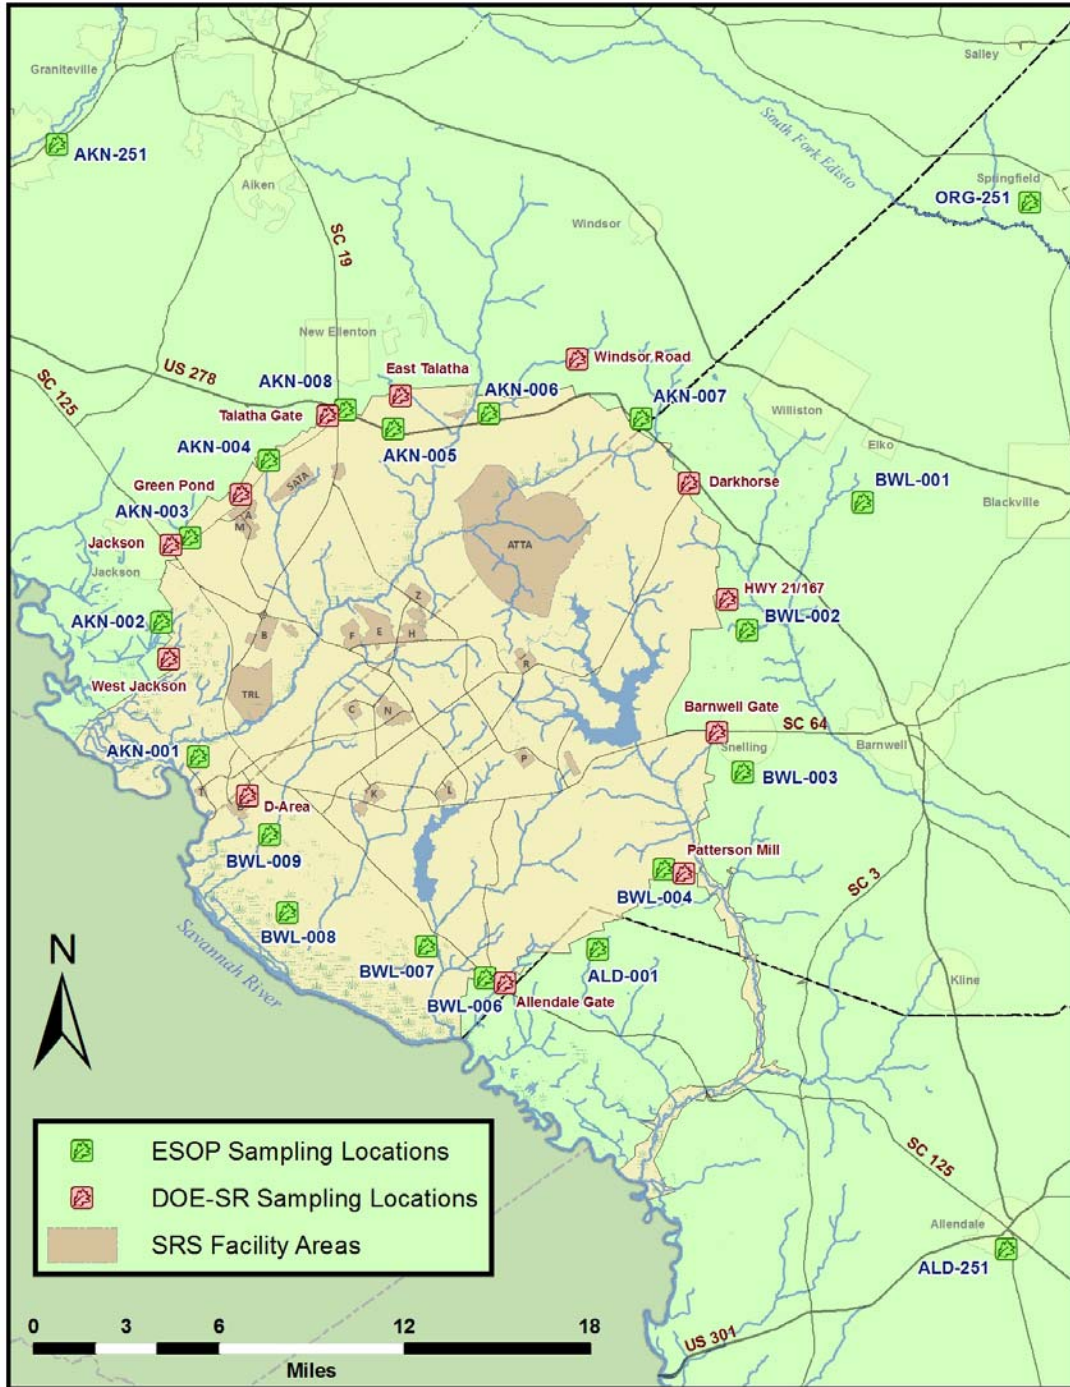 Graniteville
Salley
AKN-251
South Fork Edisto
Springfield
Aiken
ORG-251
SC 19
Windsor
New Ellenton
US 278
SC 125
East Talatha
Windsor Road
AKN-008
AKN-006
AKN-007
Talatha Gate
Williston
AKN-004
AKN-005
Elko
Green Pond
SATA
Darkhorse
BWL-001
Blackville
AKN-003
A
M
Jackson
ATTA
Jackson
HWY 21/167
AKN-002
Z
BWL-002
B
F
E
H
West Jackson
R
TRL
C
N
Barnwell Gate
SC 64
AKN-001
Snelling
Barnwell
P
BWL-003
T
D-Area
D
K
L
BWL-009
Patterson Mill
SC 3
BWL-004
BWL-008
Savannah River
N
BWL-007
ALD-001
Kline
BWL-006
Allendale Gate
ESOP Sampling Locations
SC 125
DOE-SR Sampling Locations
Allendale
SRS Facility Areas
ALD-251
0 3 6 12 18
US 301
Miles